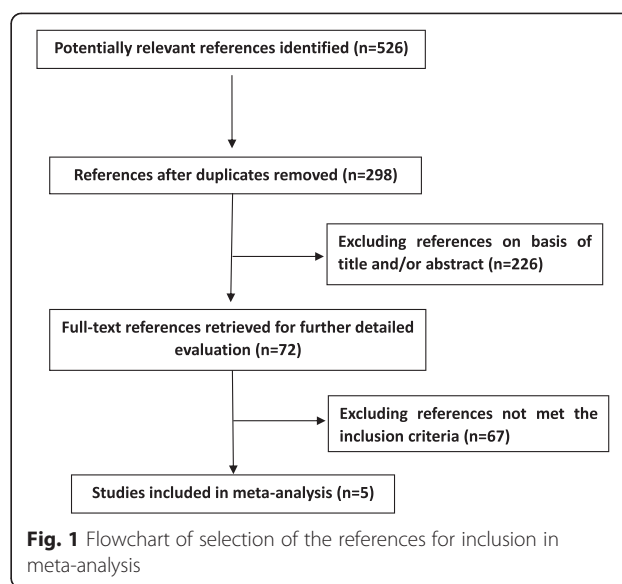 Potentially relevant references identified (n=526)
References after duplicates removed (n=298)
Excluding references on basis of
title and/or abstract (n=226)
Full-text references retrieved for further detailed
evaluation (n=72)
Excluding references not met the
inclusion criteria (n=67)
Studies included in meta-analysis (n=5)
Fig. 1 Flowchart of selection of the references for inclusion in
meta-analysis